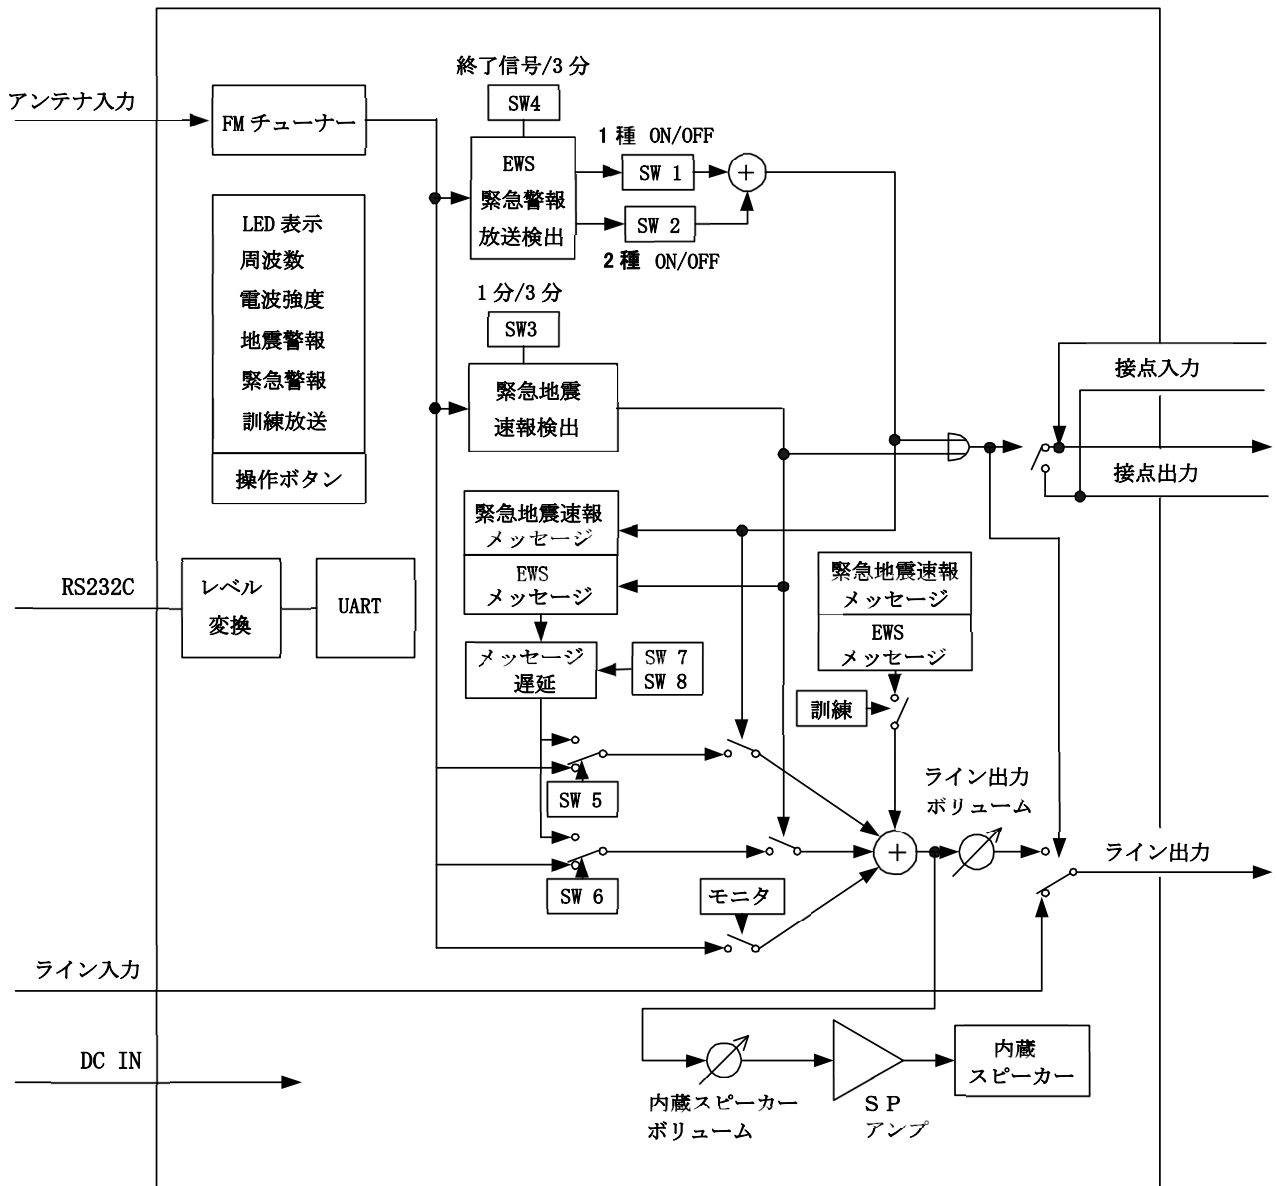 終了信号/3分
アンテナ入力
FMチューナー
SW4
EWS
緊急警報
放送検出
1種 ON/OFF
SW 1
+
SW 2
2種 ON/OFF
LED表示
周波数
電波強度
地震警報
緊急警報
訓練放送
操作ボタン
1分/3分
SW3
緊急地震
速報検出
接点入力
接点出力
緊急地震速報
メッセージ
EWS
メッセージ
RS232C
レベル
変換
UART
メッセージ
遅延
SW 7
SW 8
緊急地震速報
メッセージ
EWS
メッセージ
訓練
SW 5
SW 6
モニタ
+
ライン出力
ボリューム
ライン出力
ライン入力
DC IN
内蔵スピーカー
ボリューム
SP
アンプ
内蔵
スピーカー